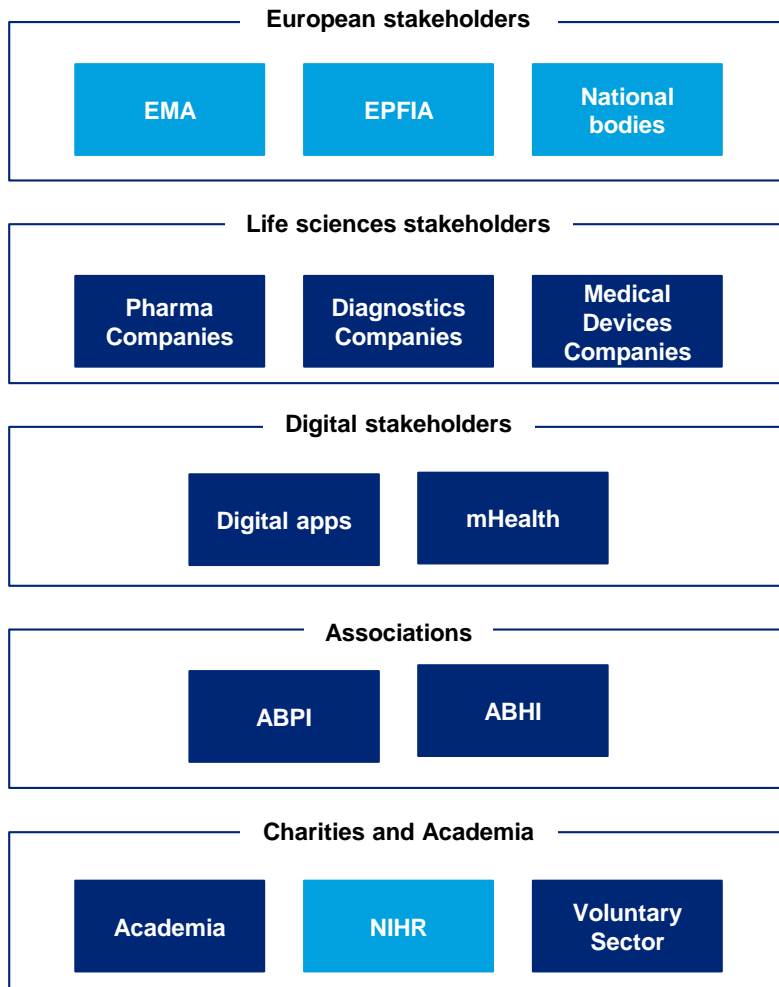 European stakeholders
EMA
EPFIA
National
bodies
Life sciences stakeholders
Pharma
Companies
Diagnostics
Companies
Medical
Devices
Companies
Digital stakeholders
Digital apps
mHealth
Associations
ABPI
ABHI
Charities and Academia
Academia
NIHR
Voluntary
Sector